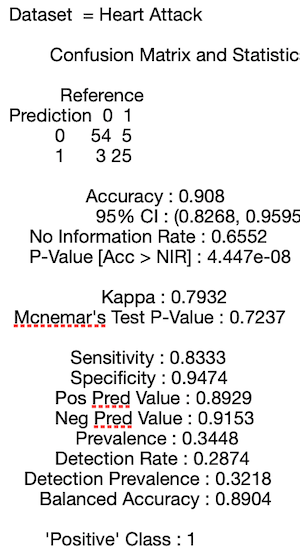 Dataset = Heart Attack
Confusion Matrix and Statistics
Reference
Prediction 0 1
0 54 5
1 3 25
Accuracy : 0.908
95% CI : (0.8268, 0.9595
No Information Rate : 0.6552
P-Value [Acc > NIR] : 4.447e-08
Kappa : 0.7932
Mcnemar's Test P-Value : 0.7237
Sensitivity : 0.8333
Specificity : 0.9474
Pos Pred Value : 0.8929
Neg Pred Value : 0.9153
Prevalence : 0.3448
Detection Rate : 0.2874
Detection Prevalence : 0.3218
Balanced Accuracy : 0.8904
'Positive' Class : 1